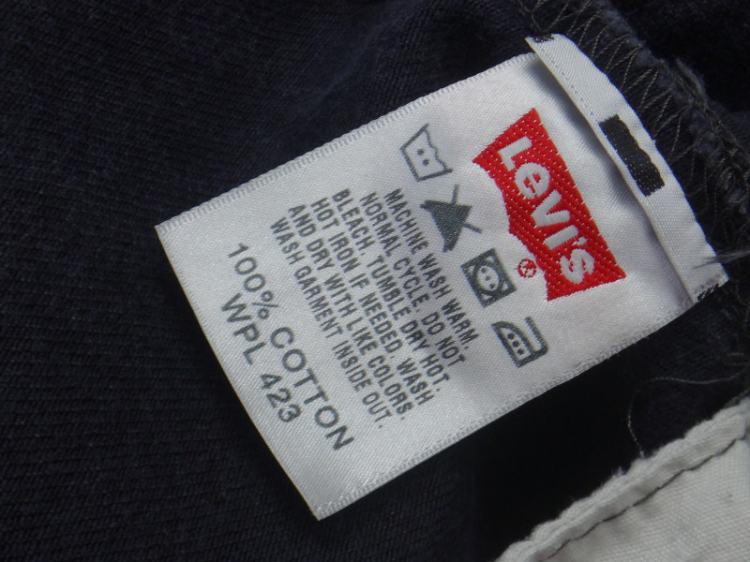 Levi's
®
MACHINE WASH WARM.
NORMAL CYCLE. DO NOT
BLEACH. TUMBLE DRY HOT.
HOT IRON IF NEEDED. WASH
AND DRY WITH LIKE COLORS.
WASH GARMENT INSIDE OUT.
100% COTTON
WPL 423